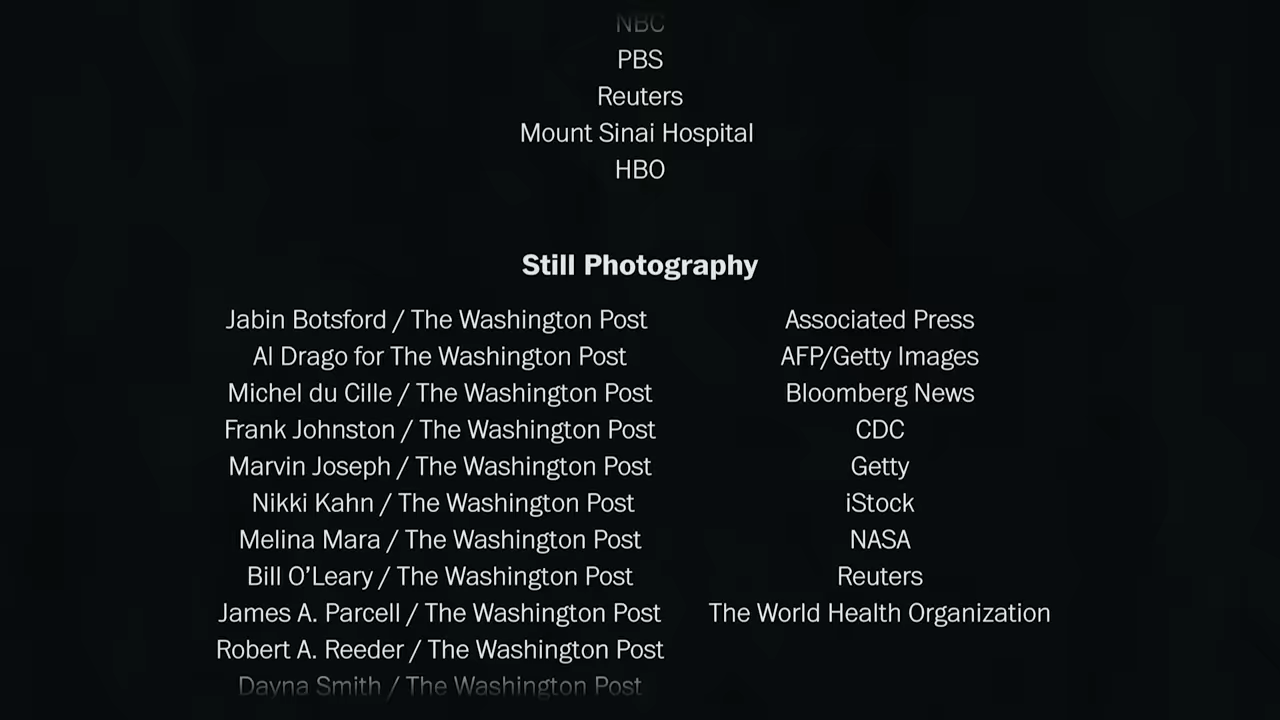 NBC
PBS
Reuters
Mount Sinai Hospital
HBO
Still Photography
Jabin Botsford / The Washington Post
Al Drago for The Washington Post
Michel du Cille / The Washington Post
Frank Johnston / The Washington Post
Marvin Joseph / The Washington Post
Nikki Kahn / The Washington Post
Melina Mara / The Washington Post
Bill O’Leary / The Washington Post
James A. Parcell / The Washington Post
Robert A. Reeder / The Washington Post
Dayna Smith / The Washington Post
Associated Press
AFP/Getty Images
Bloomberg News
CDC
Getty
iStock
NASA
Reuters
The World Health Organization